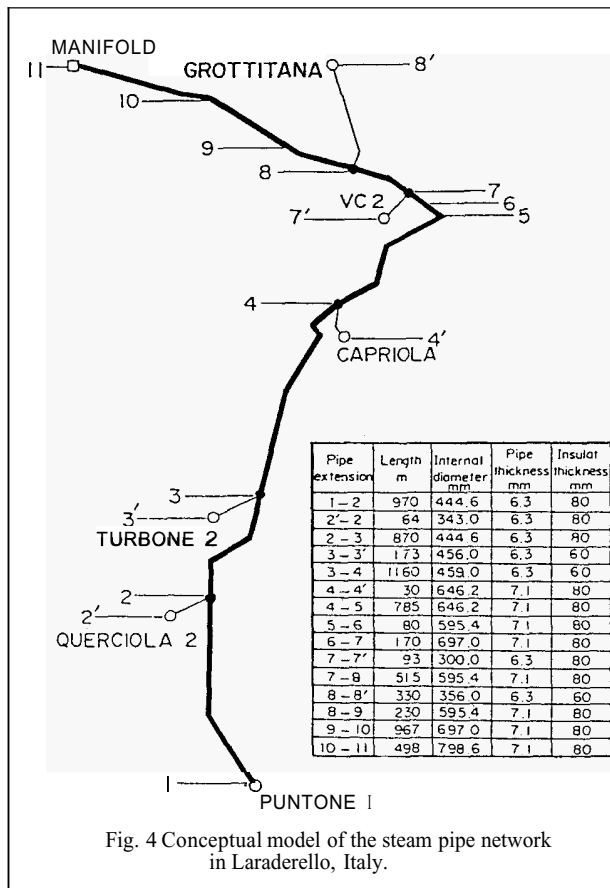 MANIFOLD
11
GROTTITANA
8'
10
9
8
7
VC 2
6
7'
5
4
4'
CAPRIOLA
3
3'
TURBONE 2
2
2'
QUERCIOLA 2
1
PUNTONE I
Pipe extension Length m Internal diameter mm Pipe thickness mm Insulat thickness mm
1-2 970 444.6 6.3 80
2'-2 64 343.0 6.3 80
2-3 870 444.6 6.3 80
3-3' 173 456.0 6.3 60
3-4 1160 459.0 6.3 60
4-4' 30 646.2 7.1 80
4-5 785 646.2 7.1 80
5-6 80 595.4 7.1 80
6-7 170 697.0 7.1 80
7-7' 93 300.0 6.3 80
7-8 515 595.4 7.1 80
8-8' 330 356.0 6.3 60
8-9 230 595.4 7.1 80
9-10 967 697.0 7.1 80
10-11 498 798.6 7.1 80
Fig. 4 Conceptual model of the steam pipe network
in Laraderello, Italy.